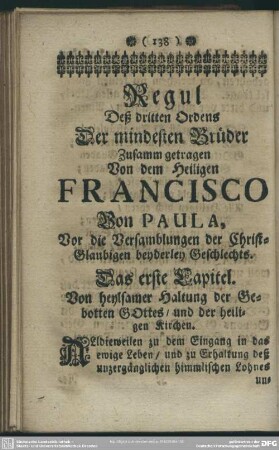 ( 138 )
Regul
Deß dritten Ordens
Der mindesten Brüder
Zusamm getragen
Von dem Heiligen
FRANCISCO
Von PAULA,
Vor die Versamblungen der Christ-
Glaubigen beyderley Geschlechts.
Das erste Capitel.
Von heylsamer Haltung der Ge-
botten GOttes / und der heili-
gen Kirchen.
ALldieweilen zu dem Eingang in das
ewige Leben / und zu Erhaltung deß
unzergänglichen himmlischen Lohnes
un-